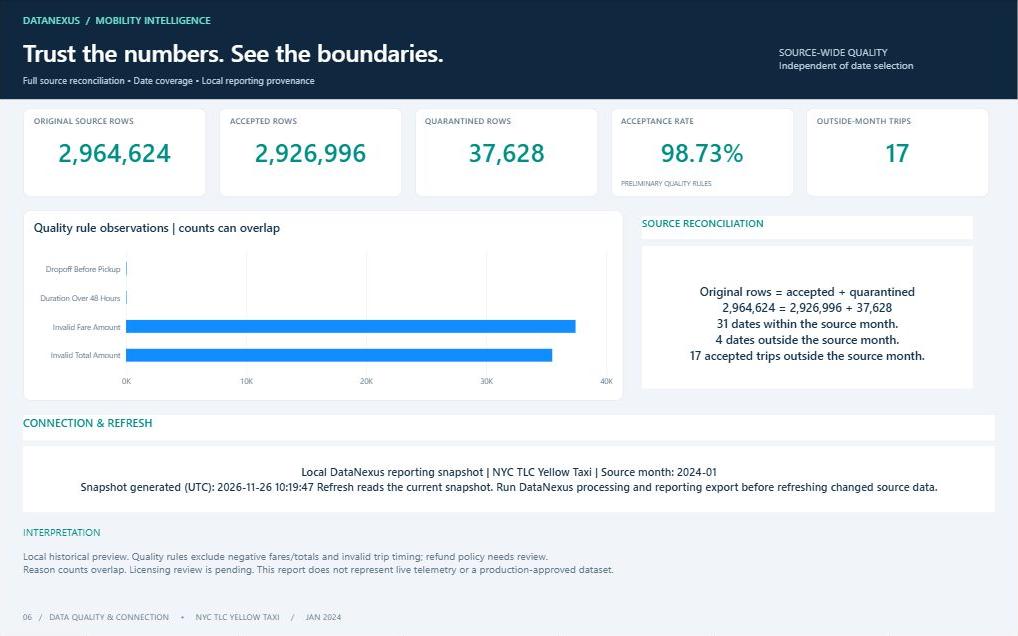 DATANEXUS / MOBILITY INTELLIGENCE
Trust the numbers. See the boundaries.
Full source reconciliation • Date coverage • Local reporting provenance
SOURCE-WIDE QUALITY
Independent of date selection
ORIGINAL SOURCE ROWS
2,964,624
ACCEPTED ROWS
2,926,996
QUARANTINED ROWS
37,628
ACCEPTANCE RATE
98.73%
PRELIMINARY QUALITY RULES
OUTSIDE-MONTH TRIPS
17
Quality rule observations | counts can overlap
Dropoff Before Pickup
Duration Over 48 Hours
Invalid Fare Amount
Invalid Total Amount
0K 10K 20K 30K 40K
SOURCE RECONCILIATION
Original rows = accepted + quarantined
2,964,624 = 2,926,996 + 37,628
31 dates within the source month.
4 dates outside the source month.
17 accepted trips outside the source month.
CONNECTION & REFRESH
Local DataNexus reporting snapshot | NYC TLC Yellow Taxi | Source month: 2024-01
Snapshot generated (UTC): 2026-11-26 10:19:47 Refresh reads the current snapshot. Run DataNexus processing and reporting export before refreshing changed source data.
INTERPRETATION
Local historical preview. Quality rules exclude negative fares/totals and invalid trip timing; refund policy needs review.
Reason counts overlap. Licensing review is pending. This report does not represent live telemetry or a production-approved dataset.
06 / DATA QUALITY & CONNECTION • NYC TLC YELLOW TAXI / JAN 2024